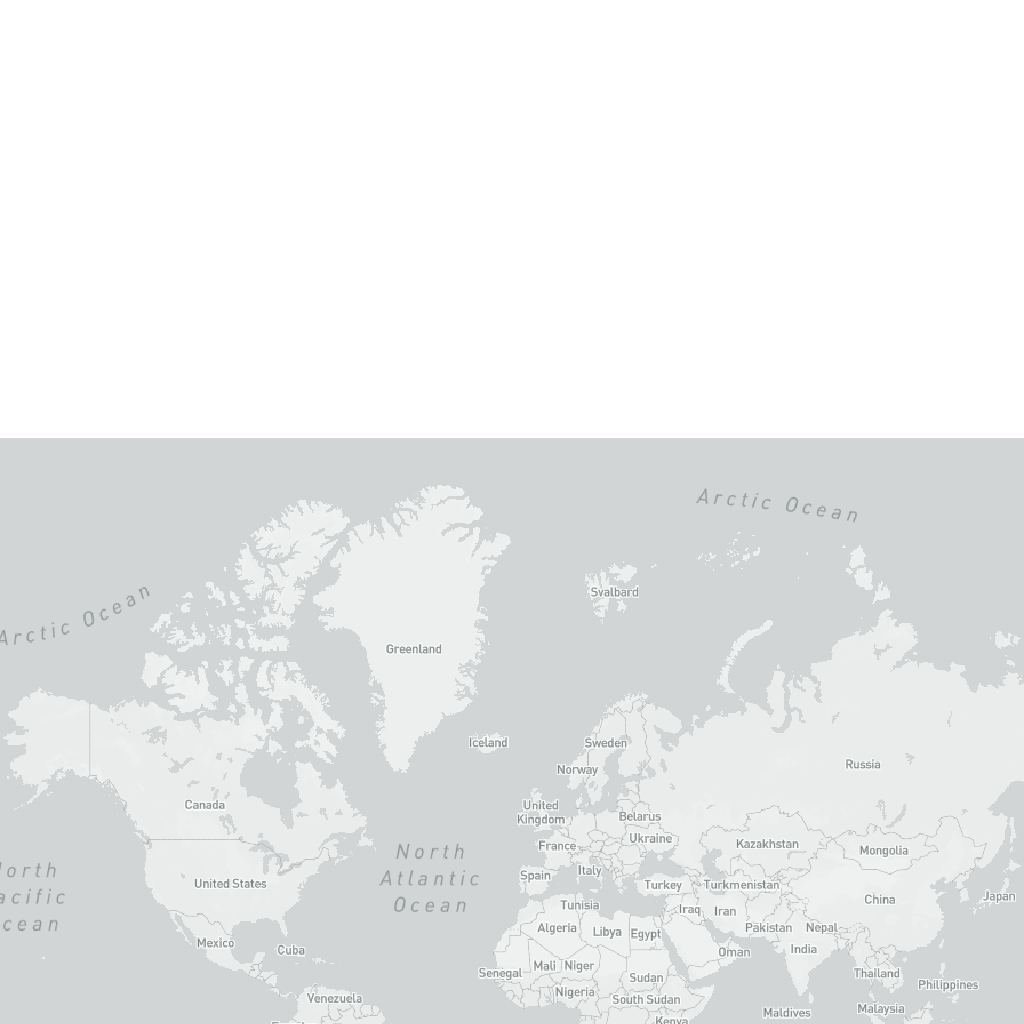 Arctic Ocean
Arctic Ocean
Svalbard
Greenland
Iceland
Sweden
Norway
Russia
Canada
United
Kingdom
Belarus
Ukraine
France
Kazakhstan
Mongolia
North
Atlantic
Ocean
orth
acific
cean
Italy
Spain
United States
Turkey
Turkmenistan
China
Japan
Tunisia
Iraq
Iran
Algeria
Libya
Egypt
Pakistan
Nepal
Mexico
Cuba
India
Oman
Senegal
Mali
Niger
Sudan
Thailand
Philippines
Venezuela
Nigeria
South Sudan
Maldives
Malaysia
Kenya